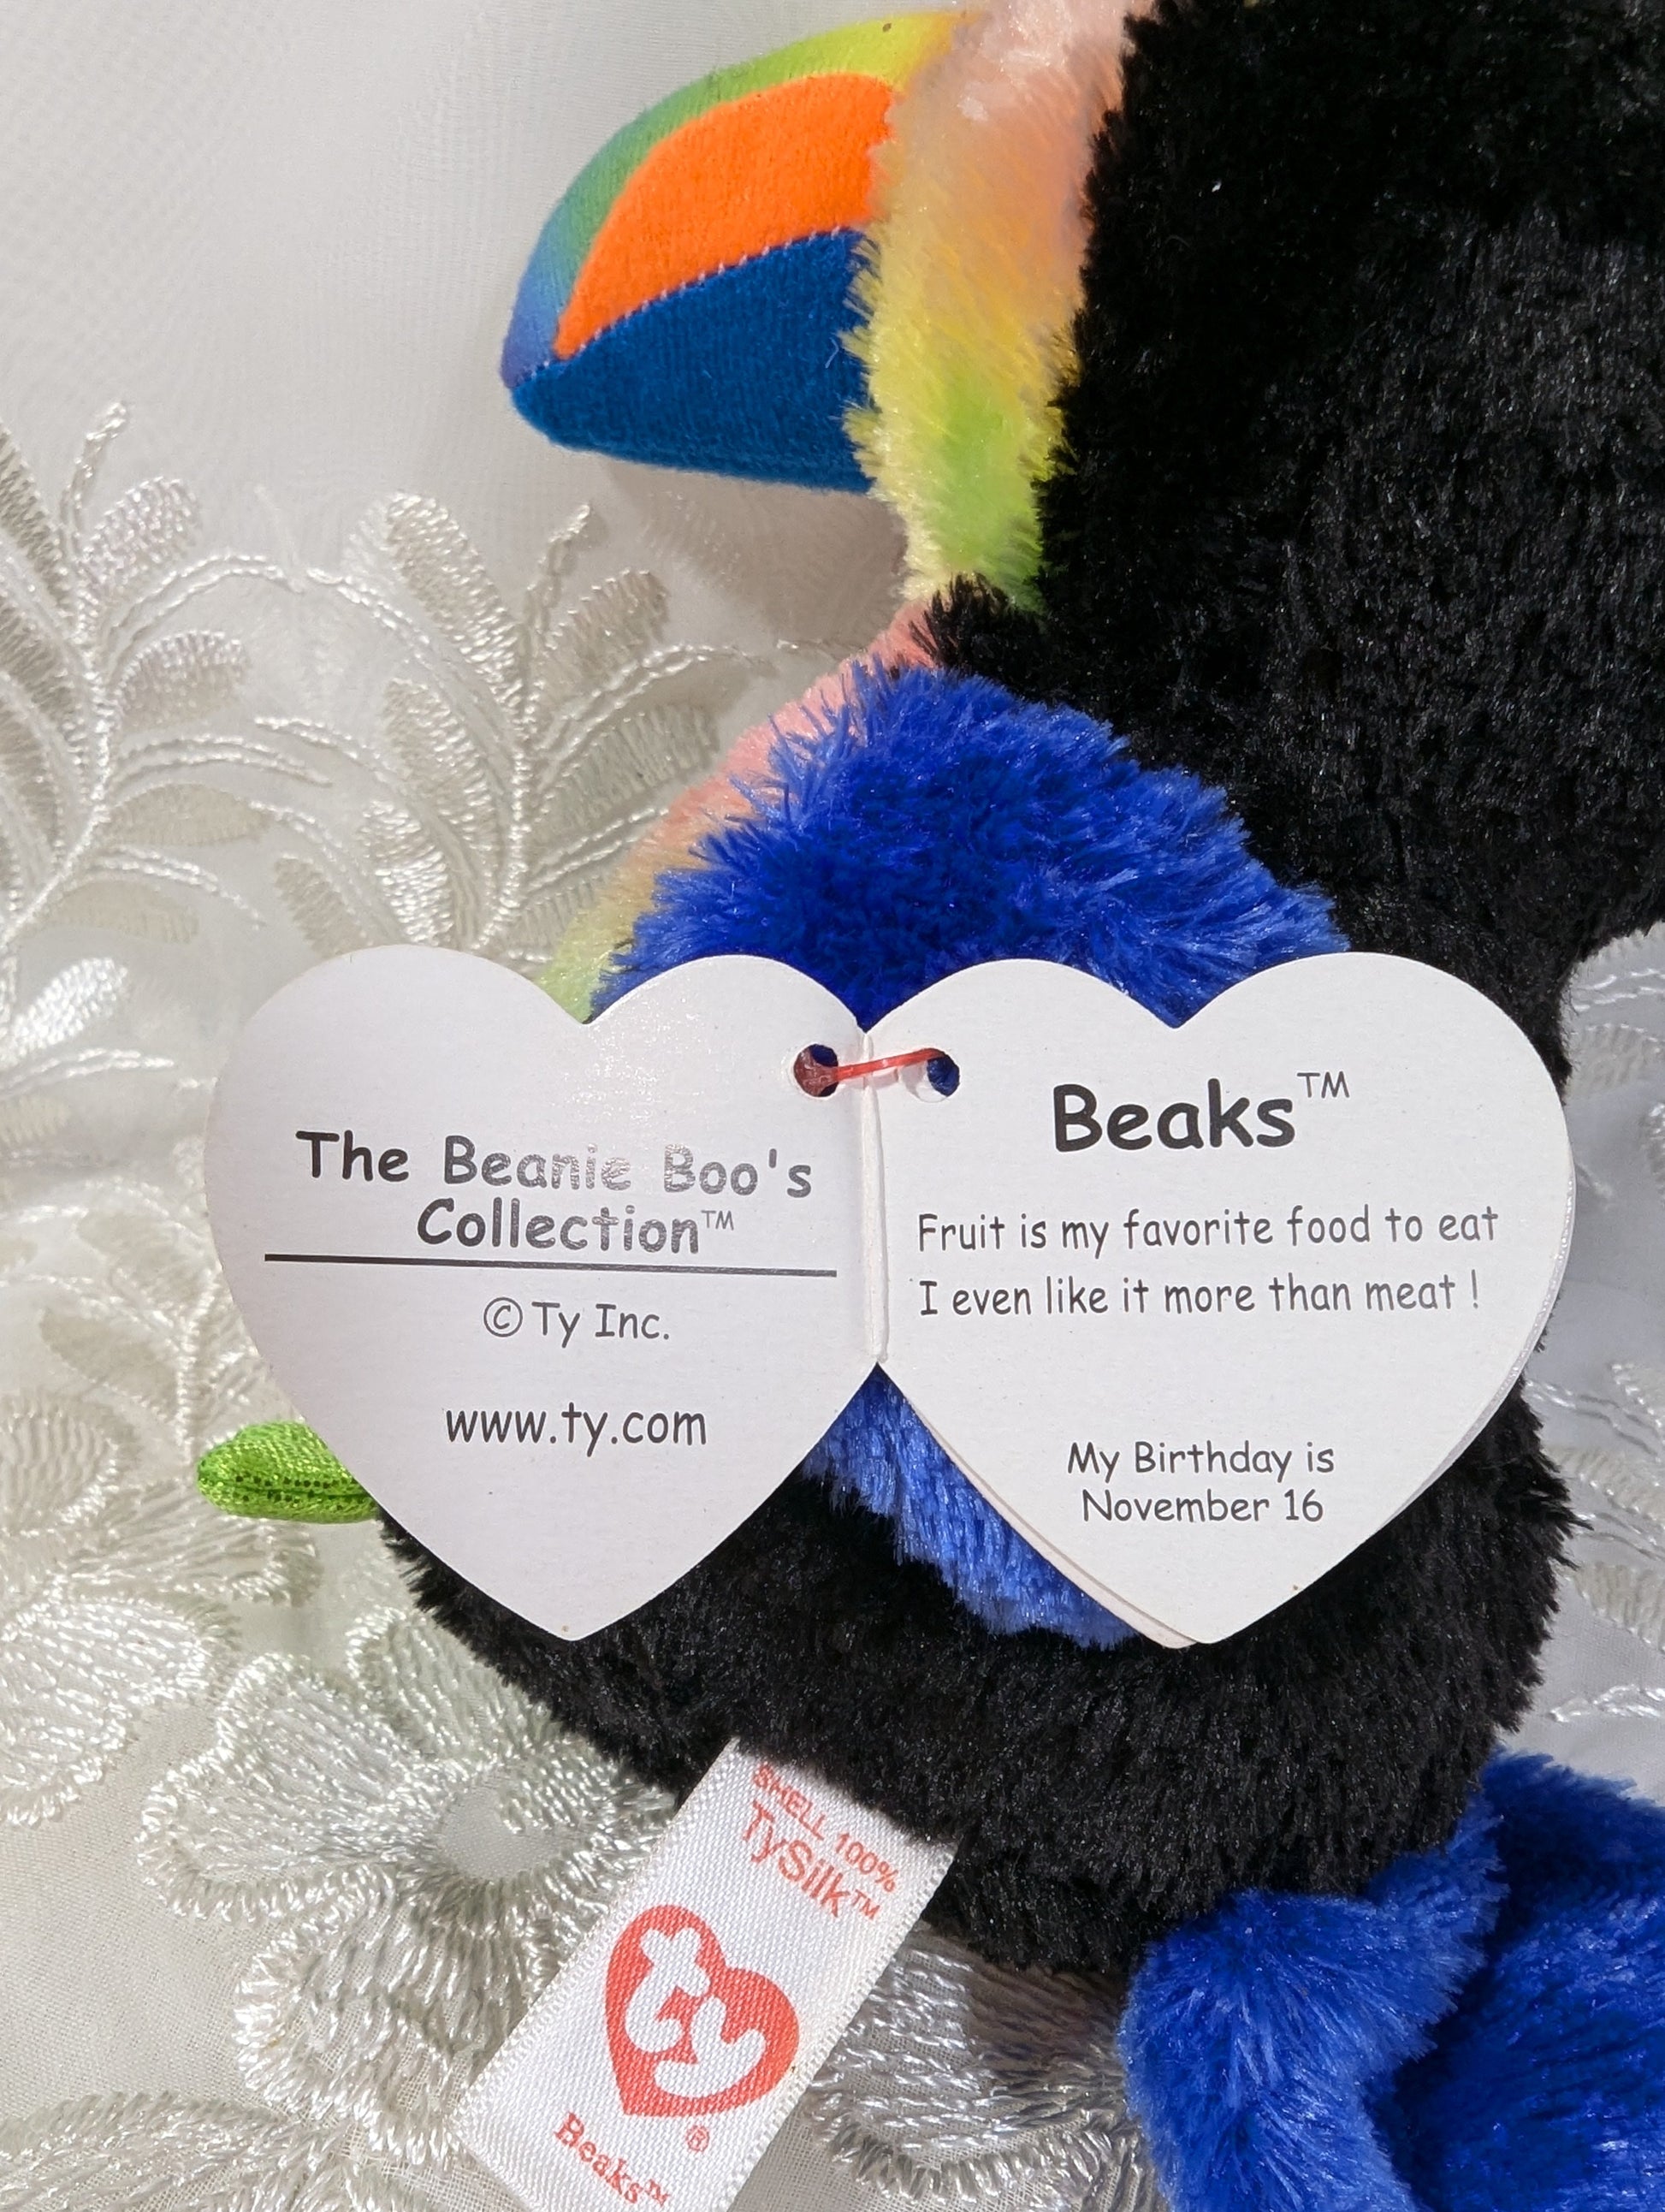 The Beanie Boo's
Collection™
© Ty Inc.
www.ty.com
Beaks™
Fruit is my favorite food to eat
I even like it more than meat !
My Birthday is
November 16
SHELL 100%
TySilk™
ty®
Beaks™